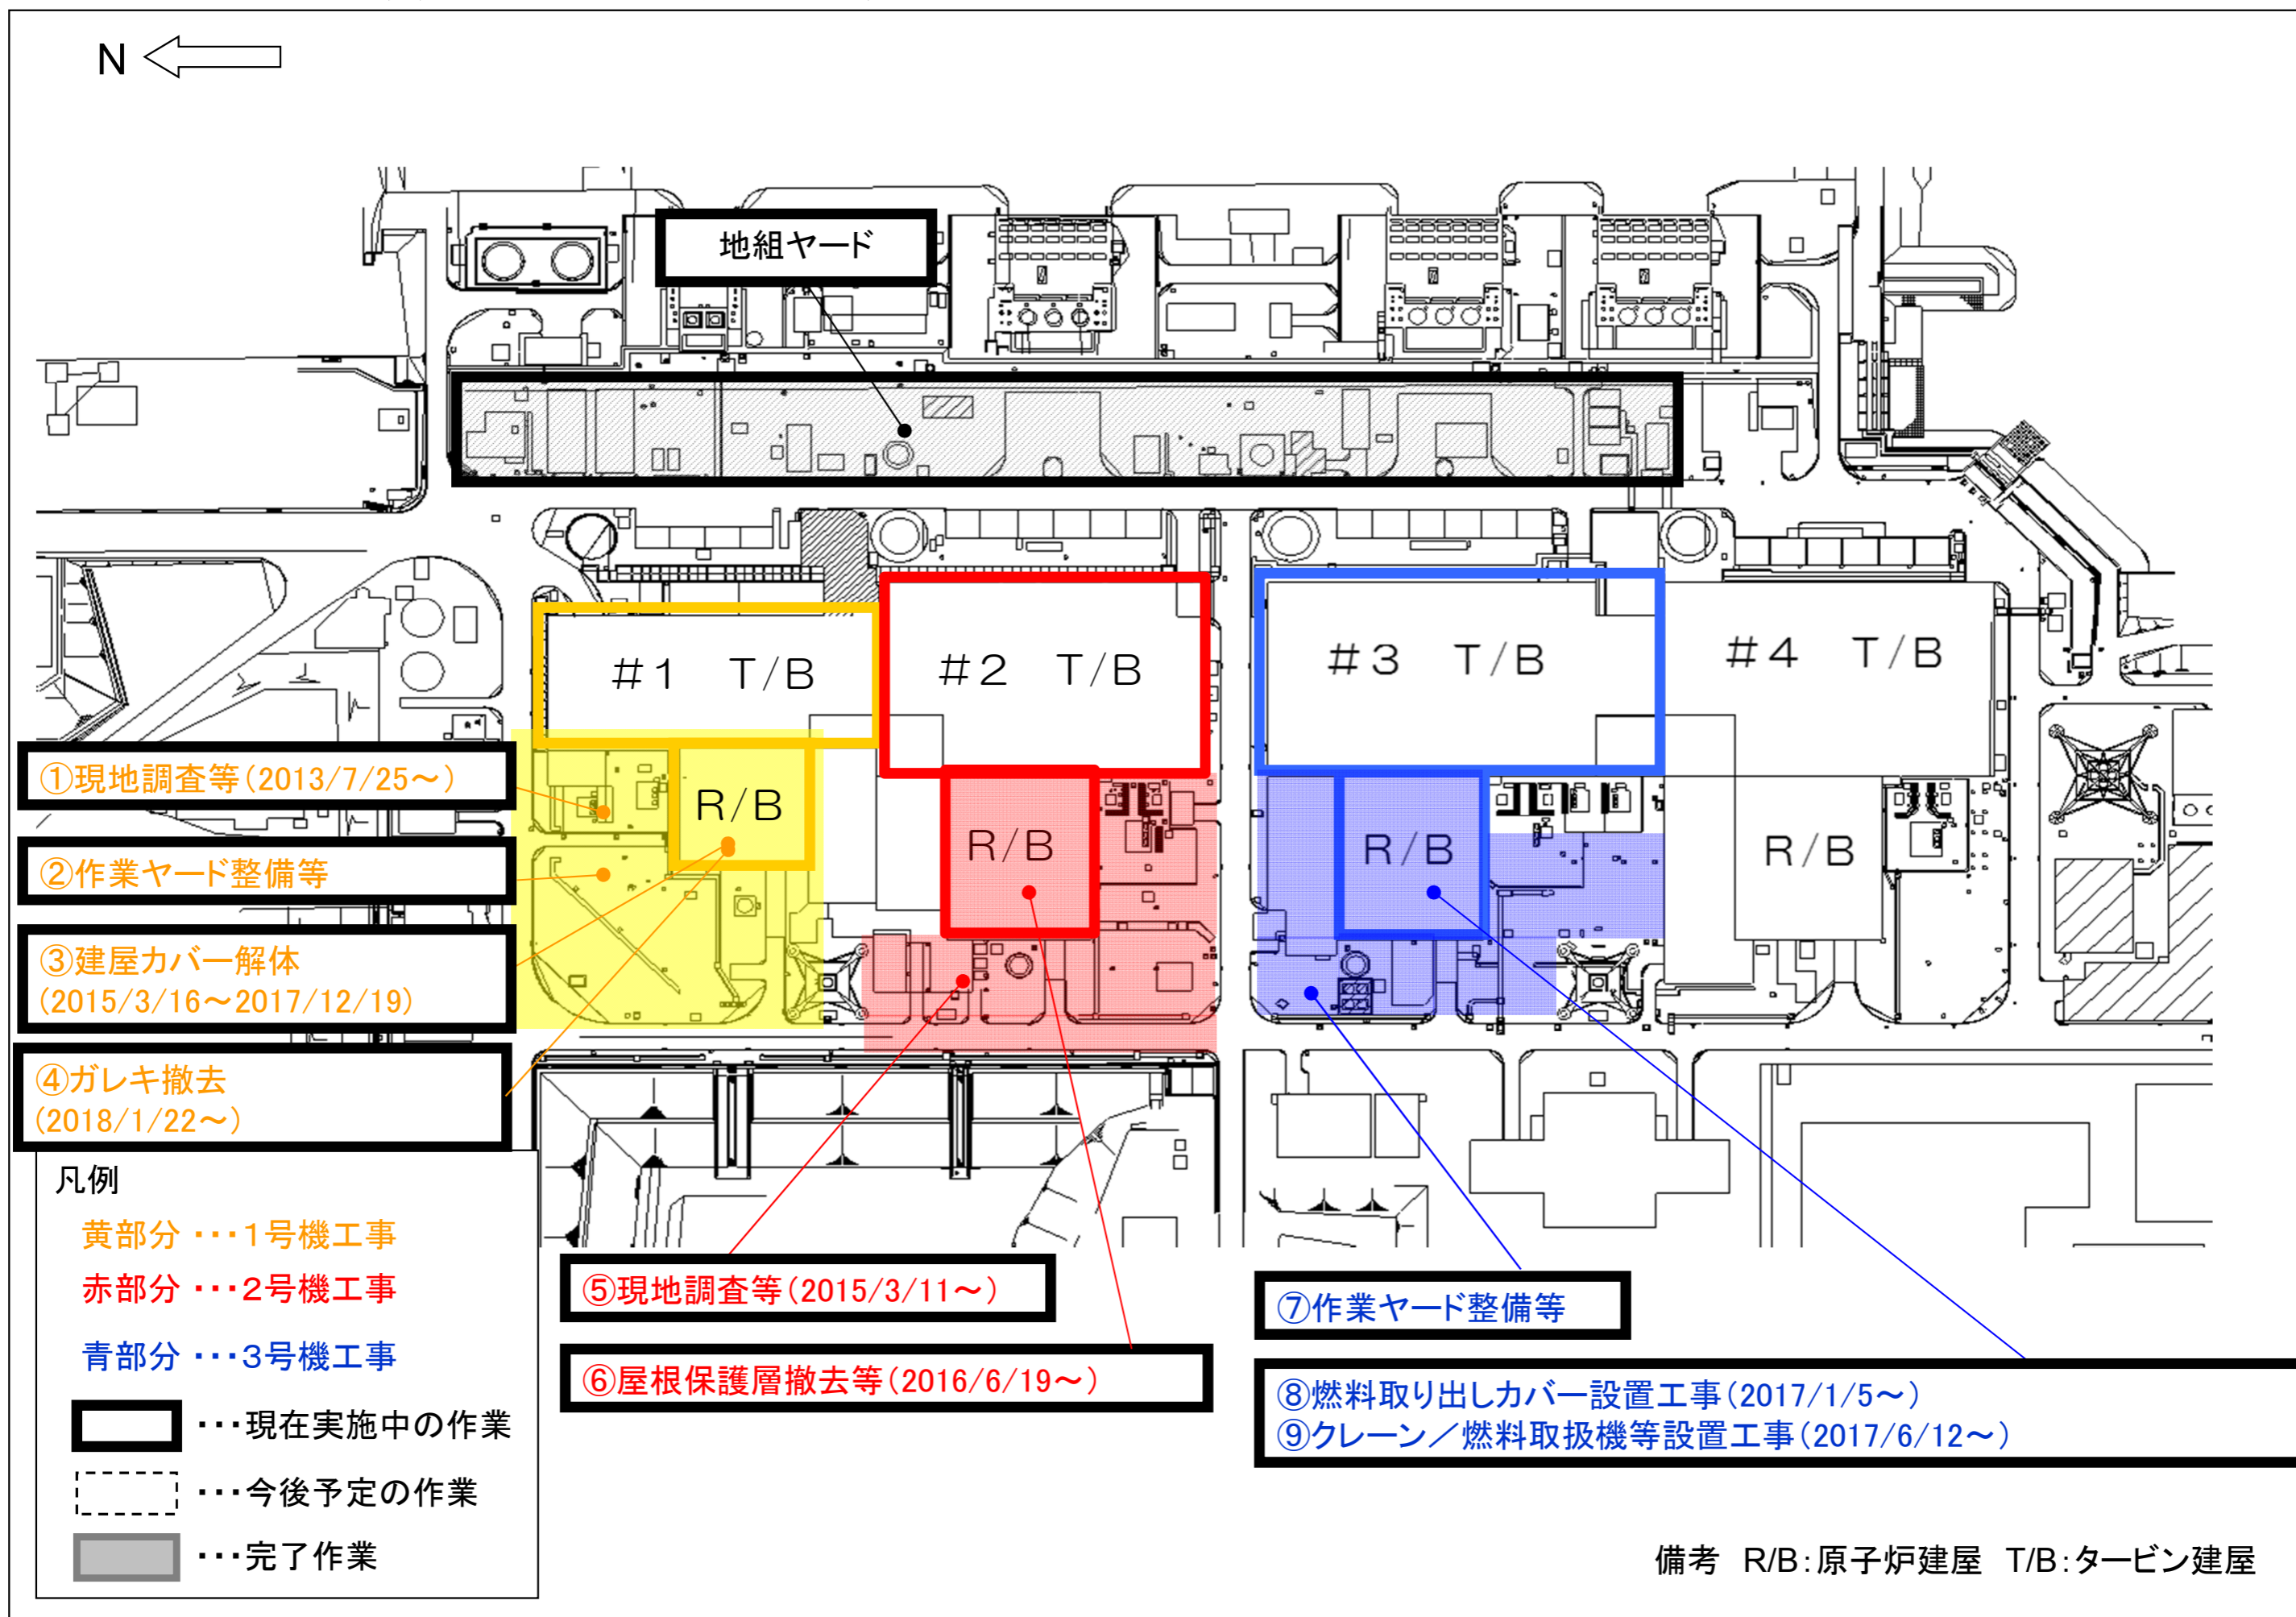 N
地組ヤード
#1 T/B
#2 T/B
#3 T/B
#4 T/B
R/B
R/B
R/B
R/B
①現地調査等(2013/7/25～)
②作業ヤード整備等
③建屋カバー解体
(2015/3/16～2017/12/19)
④ガレキ撤去
(2018/1/22～)
⑤現地調査等(2015/3/11～)
⑥屋根保護層撤去等(2016/6/19～)
⑦作業ヤード整備等
⑧燃料取り出しカバー設置工事(2017/1/5～)
⑨クレーン／燃料取扱機等設置工事(2017/6/12～)
凡例
黄部分 ･･･1号機工事
赤部分 ･･･2号機工事
青部分 ･･･3号機工事
･･･現在実施中の作業
･･･今後予定の作業
･･･完了作業
備考 R/B:原子炉建屋 T/B:タービン建屋